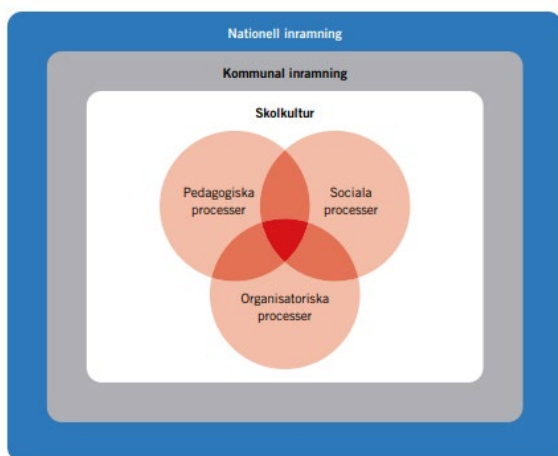 Nationell inramning
Kommunal inramning
Skolkultur
Pedagogiska
processer
Sociala
processer
Organisatoriska
processer